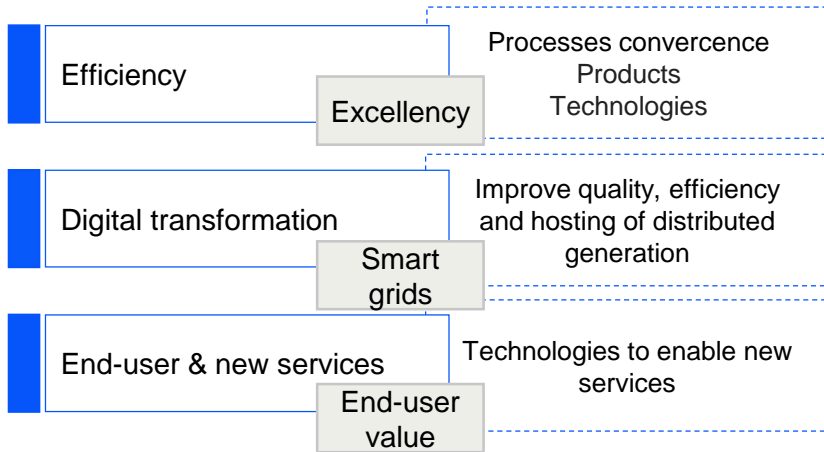 Efficiency
Excellency
Processes convercence
Products
Technologies
Digital transformation
Smart
grids
Improve quality, efficiency
and hosting of distributed
generation
End-user & new services
End-user
value
Technologies to enable new
services